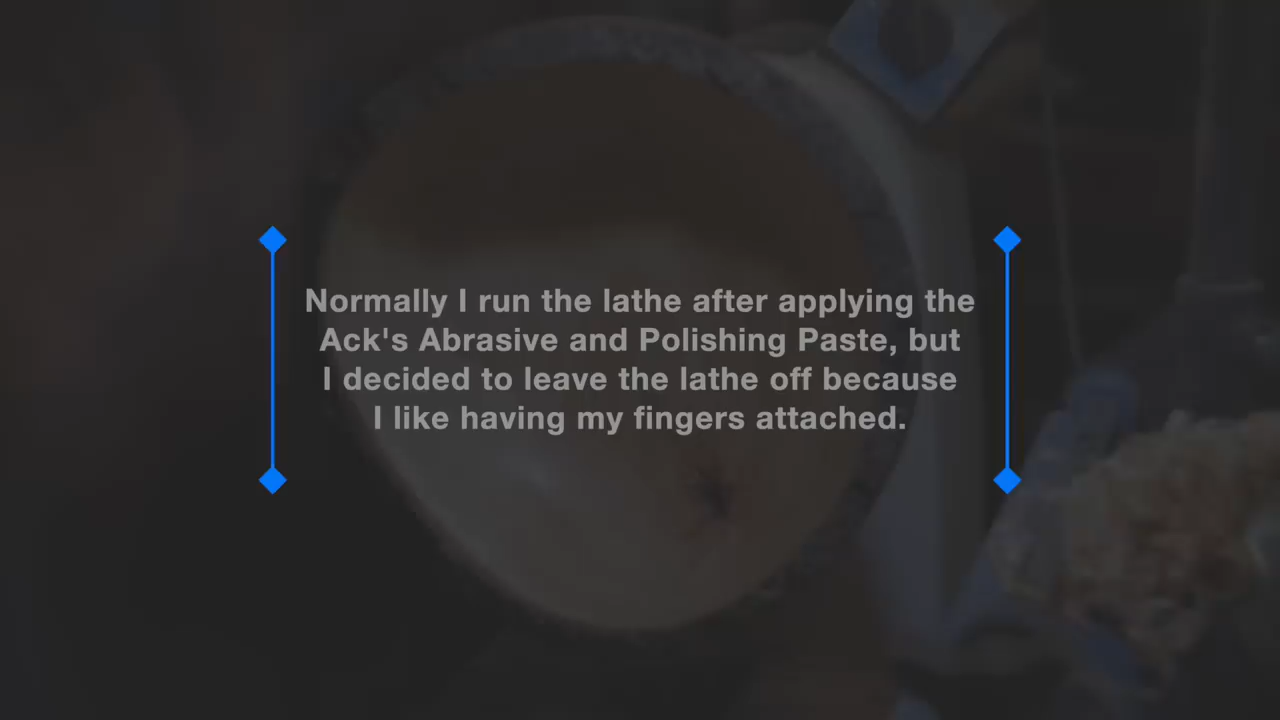 Normally I run the lathe after applying the
Ack's Abrasive and Polishing Paste, but
I decided to leave the lathe off because
I like having my fingers attached.